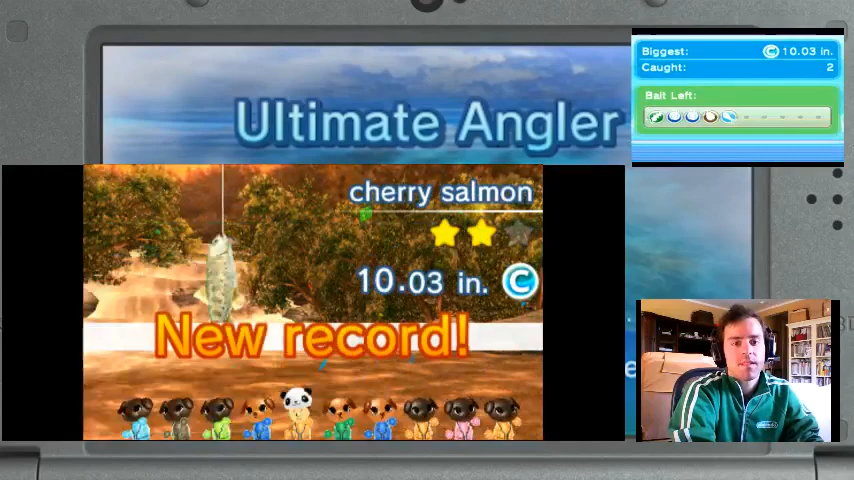 Ultimate Angler
Biggest: C 10.03 in.
Caught: 2
Bait Left:
cherry salmon
10.03 in. C
New record!